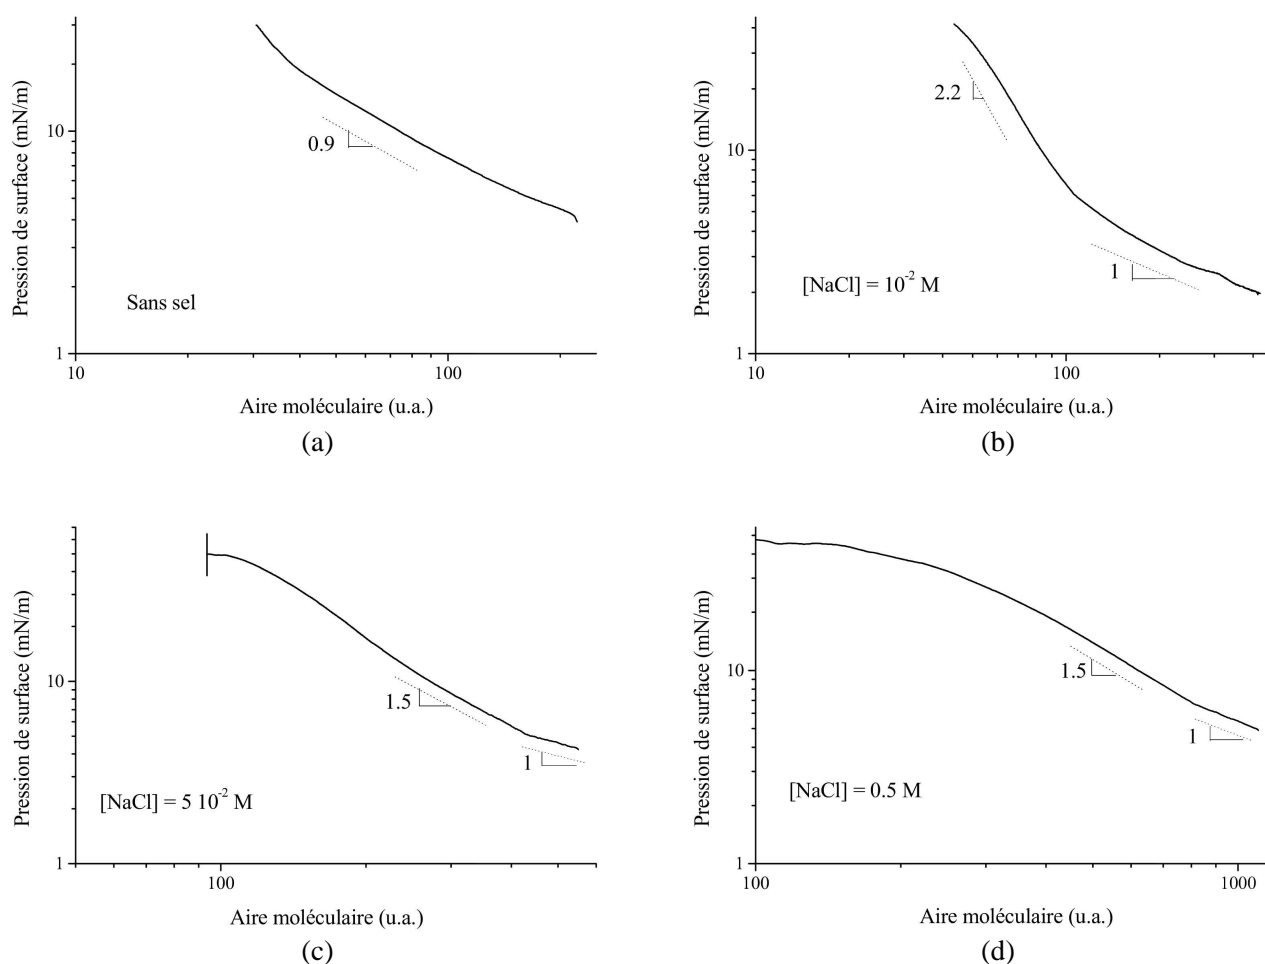 Pression de surface (mN/m)
10
1
0.9
Sans sel
10
100
Aire moléculaire (u.a.)
(a)
Pression de surface (mN/m)
10
1
2.2
1
[NaCl] = 10-2 M
10
100
Aire moléculaire (u.a.)
(b)
Pression de surface (mN/m)
10
1
1.5
1
[NaCl] = 5 10-2 M
100
Aire moléculaire (u.a.)
(c)
Pression de surface (mN/m)
10
1
1.5
1
[NaCl] = 0.5 M
100
1000
Aire moléculaire (u.a.)
(d)